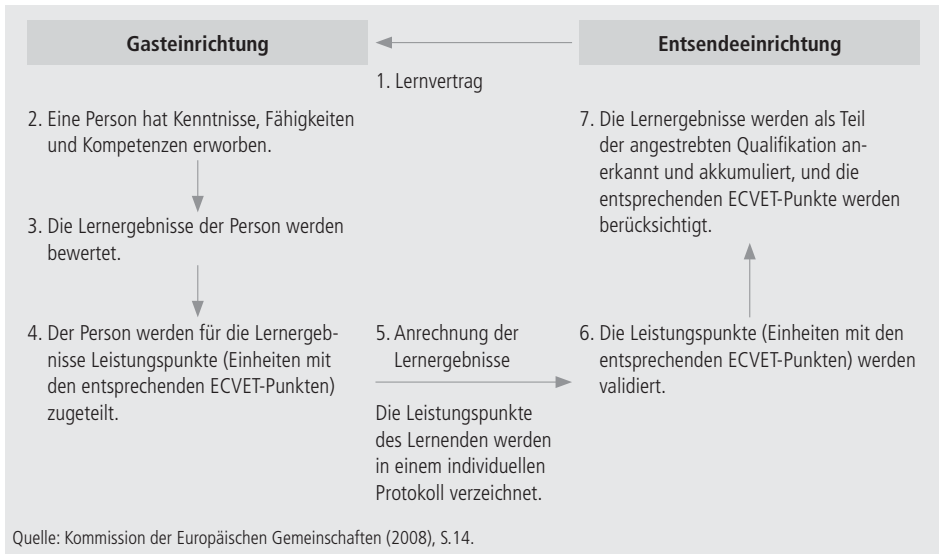 Gasteinrichtung
Entsendeeinrichtung
1. Lernvertrag
2. Eine Person hat Kenntnisse, Fähigkeiten
und Kompetenzen erworben.
3. Die Lernergebnisse der Person werden
bewertet.
4. Der Person werden für die Lernergeb-
nisse Leistungspunkte (Einheiten mit
den entsprechenden ECVET-Punkten)
zugeteilt.
5. Anrechnung der
Lernergebnisse
Die Leistungspunkte
des Lernenden werden
in einem individuellen
Protokoll verzeichnet.
6. Die Leistungspunkte (Einheiten mit den
entsprechenden ECVET-Punkten) werden
validiert.
7. Die Lernergebnisse werden als Teil
der angestrebten Qualifikation an-
erkannt und akkumuliert, und die
entsprechenden ECVET-Punkte werden
berücksichtigt.
Quelle: Kommission der Europäischen Gemeinschaften (2008), S.14.